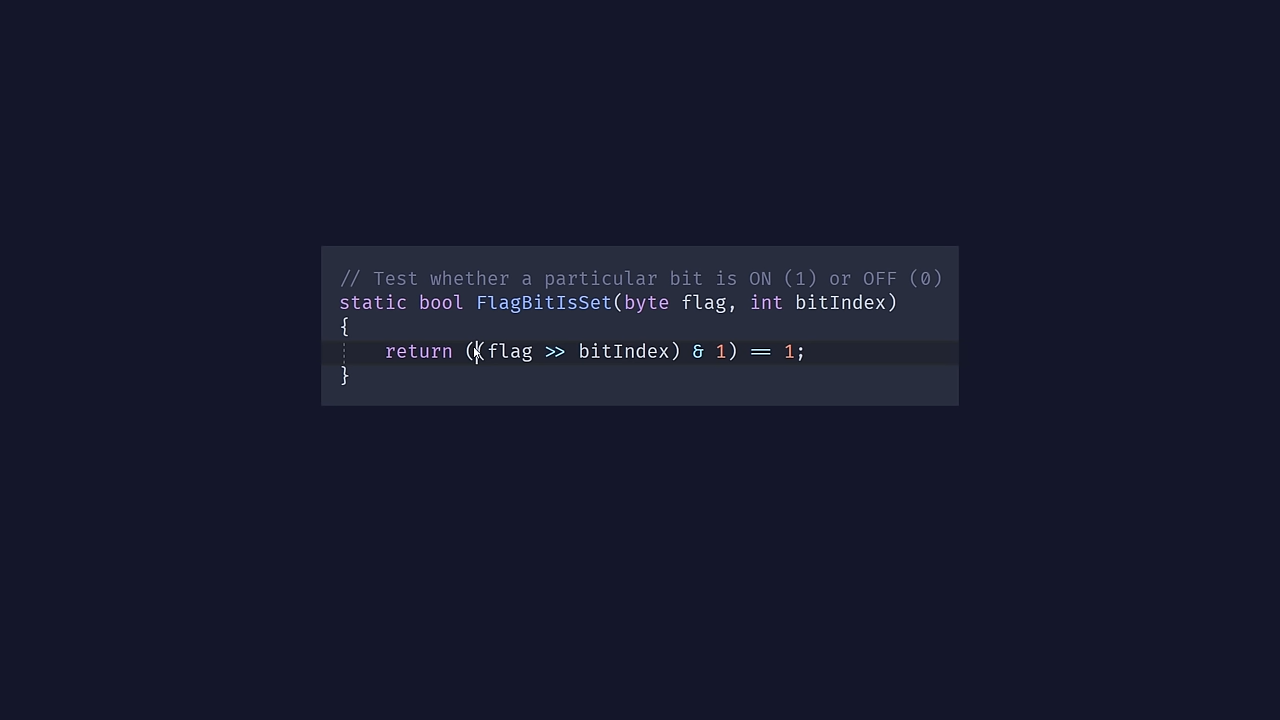 // Test whether a particular bit is ON (1) or OFF (0)
static bool FlagBitIsSet(byte flag, int bitIndex)
{
    return ((flag >> bitIndex) & 1) == 1;
}